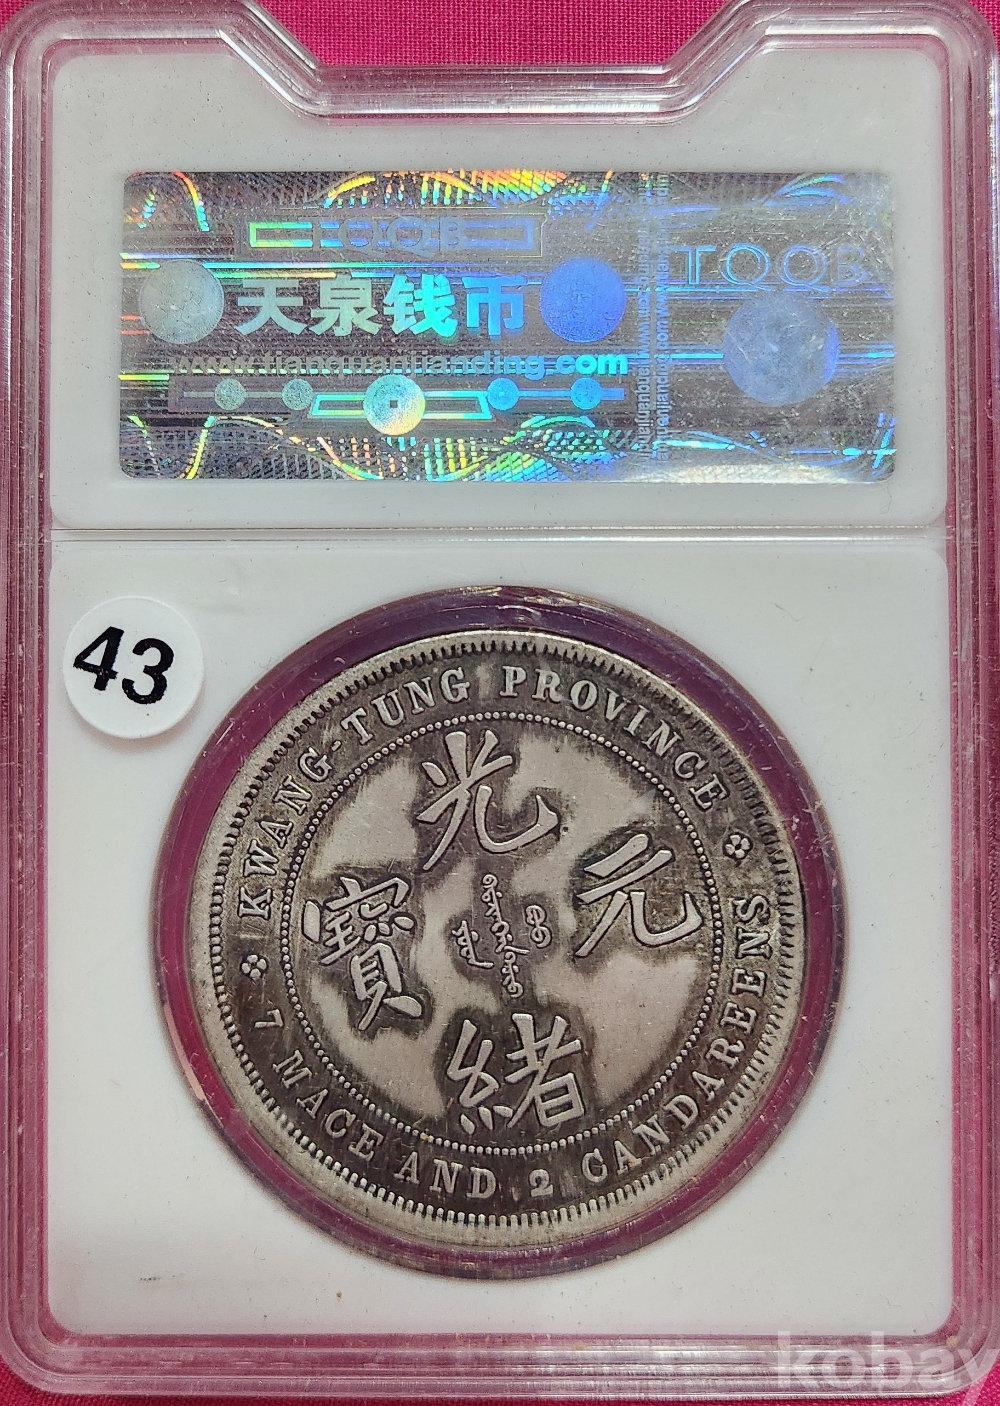 TQQB
天泉钱币
www.tianquanjianding.com
TQQB
43
KWANG-TUNG PROVINCE
光
元
寶
緒
7 MACE AND 2 CANDAREENS
kobay